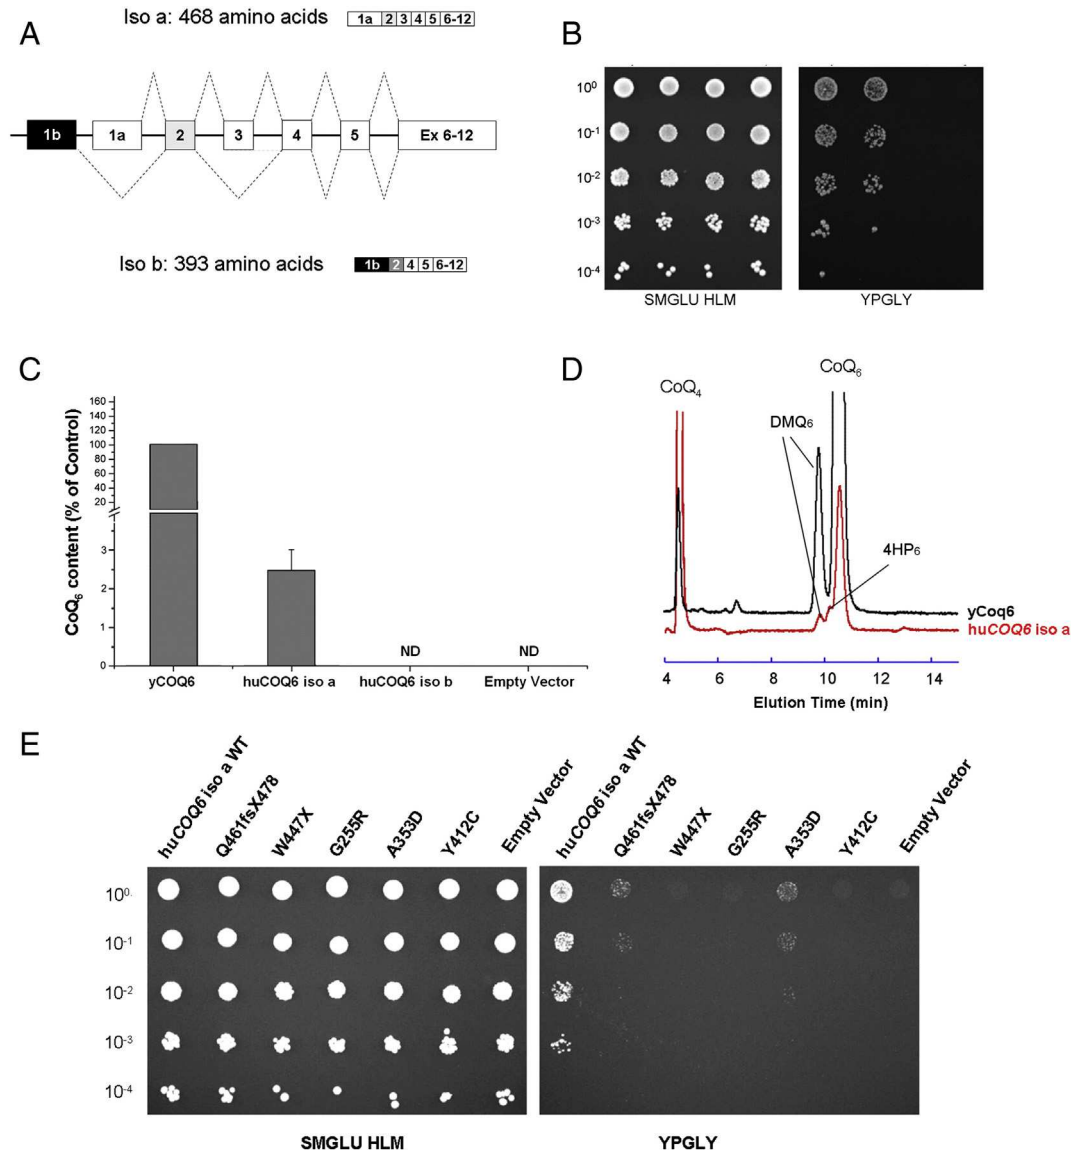 A
Iso a: 468 amino acids
1a 2 3 4 5 6-12
1b 1a 2 3 4 5 Ex 6-12
Iso b: 393 amino acids
1b 2 4 5 6-12
B
10⁰
10⁻¹
10⁻²
10⁻³
10⁻⁴
SMGLU HLM
YPGLY
C
CoQ₆ content (% of Control)
160
140
120
100
80
60
40
20
3
2
1
0
ND
ND
yCOQ6
huCOQ6 iso a
huCOQ6 iso b
Empty Vector
D
CoQ₄
CoQ₆
DMQ₆
4HP₆
yCoq6
huCOQ6 iso a
4 6 8 10 12 14
Elution Time (min)
E
huCOQ6 iso a WT
Q461fsX478
W447X
G255R
A353D
Y412C
Empty Vector
huCOQ6 iso a WT
Q461fsX478
W447X
G255R
A353D
Y412C
Empty Vector
10⁰
10⁻¹
10⁻²
10⁻³
10⁻⁴
SMGLU HLM
YPGLY